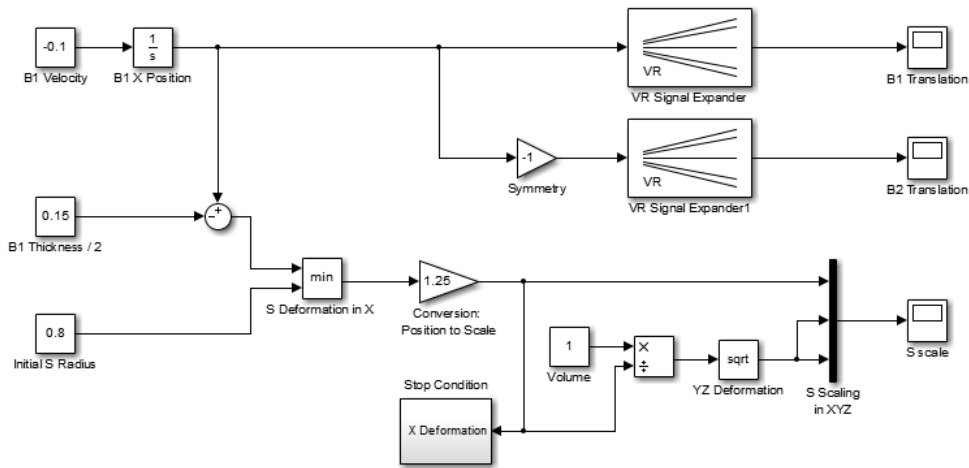 -0.1
B1 Velocity
1
s
B1 X Position
VR
VR Signal Expander
B1 Translation
-1
Symmetry
VR
VR Signal Expander1
B2 Translation
0.15
B1 Thickness / 2
+
−
min
S Deformation in X
1.25
Conversion:
Position to Scale
0.8
Initial S Radius
1
Volume
×
÷
sqrt
YZ Deformation
S Scaling
in XYZ
S scale
Stop Condition
X Deformation